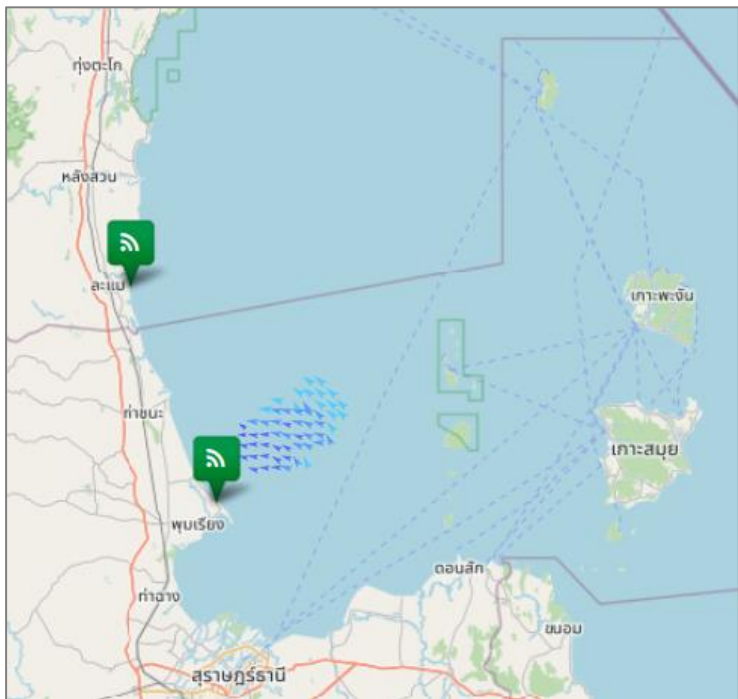 ทุ่งตะโก
หลังสวน
ละแม
เกาะพะงัน
ท่าชนะ
เกาะสมุย
พุมเรียง
ดอนสัก
ท่าฉาง
ขนอม
สุราษฎร์ธานี